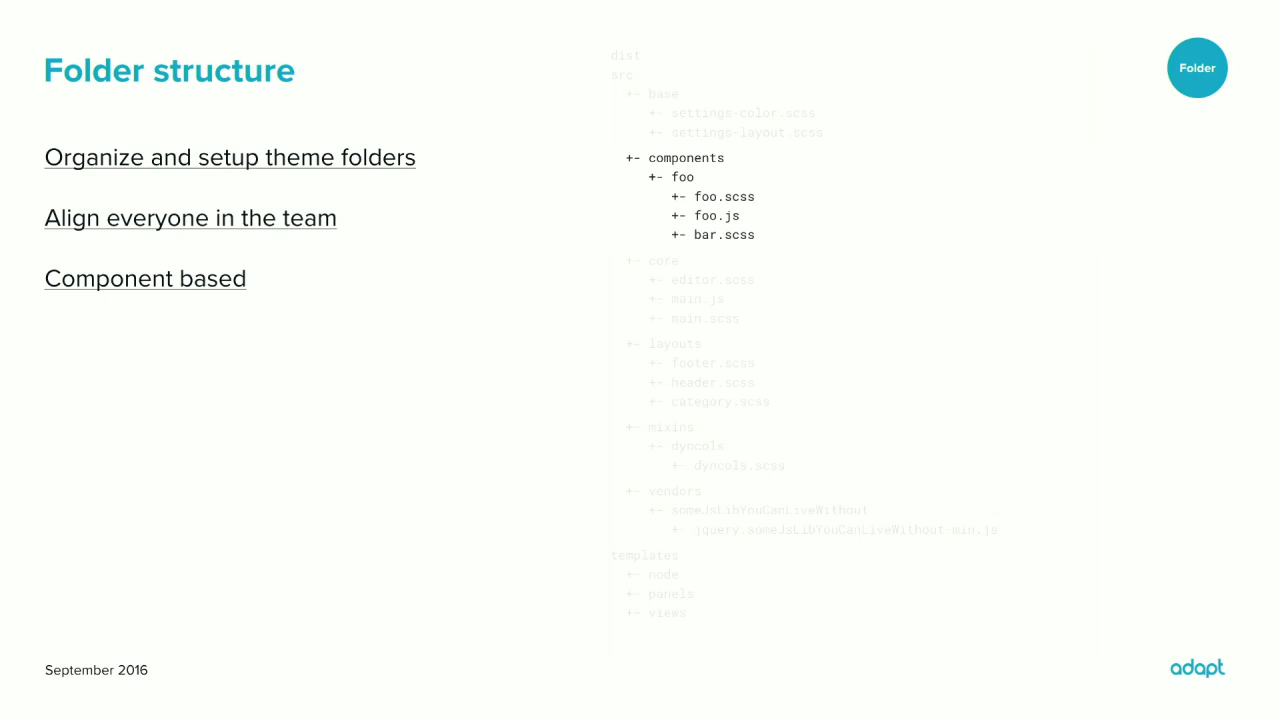 Folder structure
Organize and setup theme folders
Align everyone in the team
Component based
dist
src
+- base
+- settings-color.scss
+- settings-layout.scss
+- components
+- foo
+- foo.scss
+- foo.js
+- bar.scss
+- core
+- editor.scss
+- main.js
+- main.scss
+- layouts
+- footer.scss
+- header.scss
+- category.scss
+- mixins
+- dyncols
+- dyncols.scss
+- vendors
+- someJsLibYouCanLiveWithout
+- jquery.someJsLibYouCanLiveWithout-min.js
templates
+- node
+- panels
+- views
Folder
September 2016
adapt